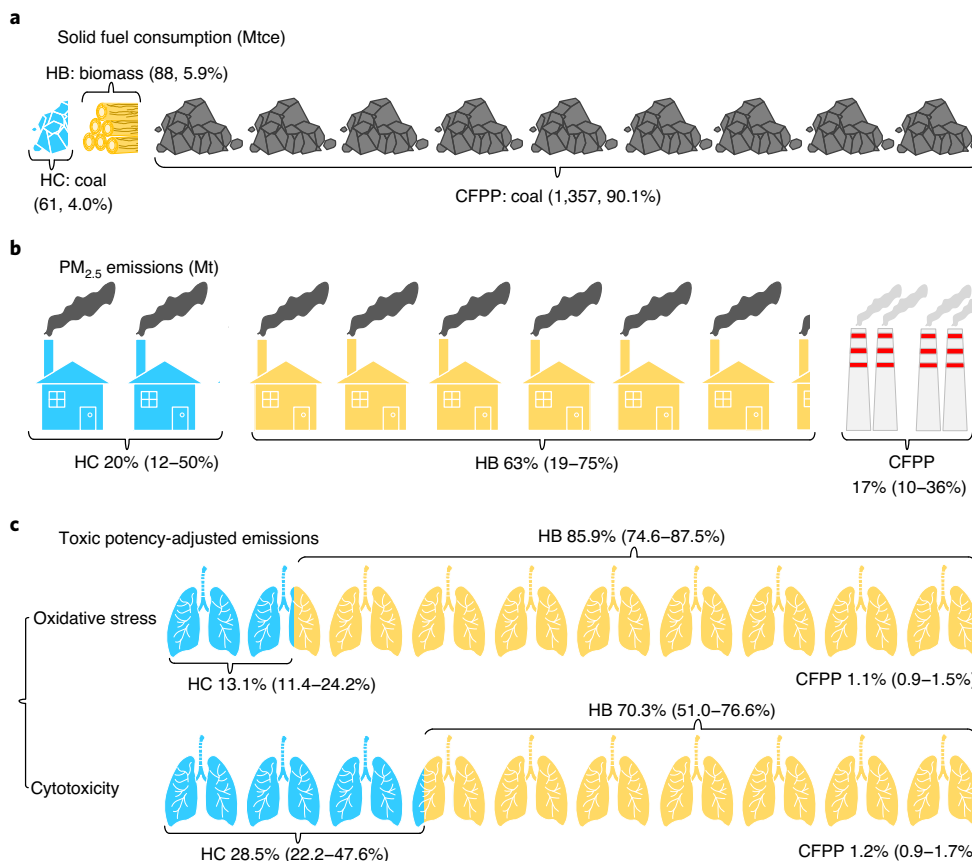 a
Solid fuel consumption (Mtce)
HB: biomass (88, 5.9%)
HC: coal
(61, 4.0%)
CFPP: coal (1,357, 90.1%)
b
PM2.5 emissions (Mt)
HC 20% (12–50%)
HB 63% (19–75%)
CFPP
17% (10–36%)
c
Toxic potency-adjusted emissions
HB 85.9% (74.6–87.5%)
Oxidative stress
HC 13.1% (11.4–24.2%)
CFPP 1.1% (0.9–1.5%)
HB 70.3% (51.0–76.6%)
Cytotoxicity
HC 28.5% (22.2–47.6%)
CFPP 1.2% (0.9–1.7%